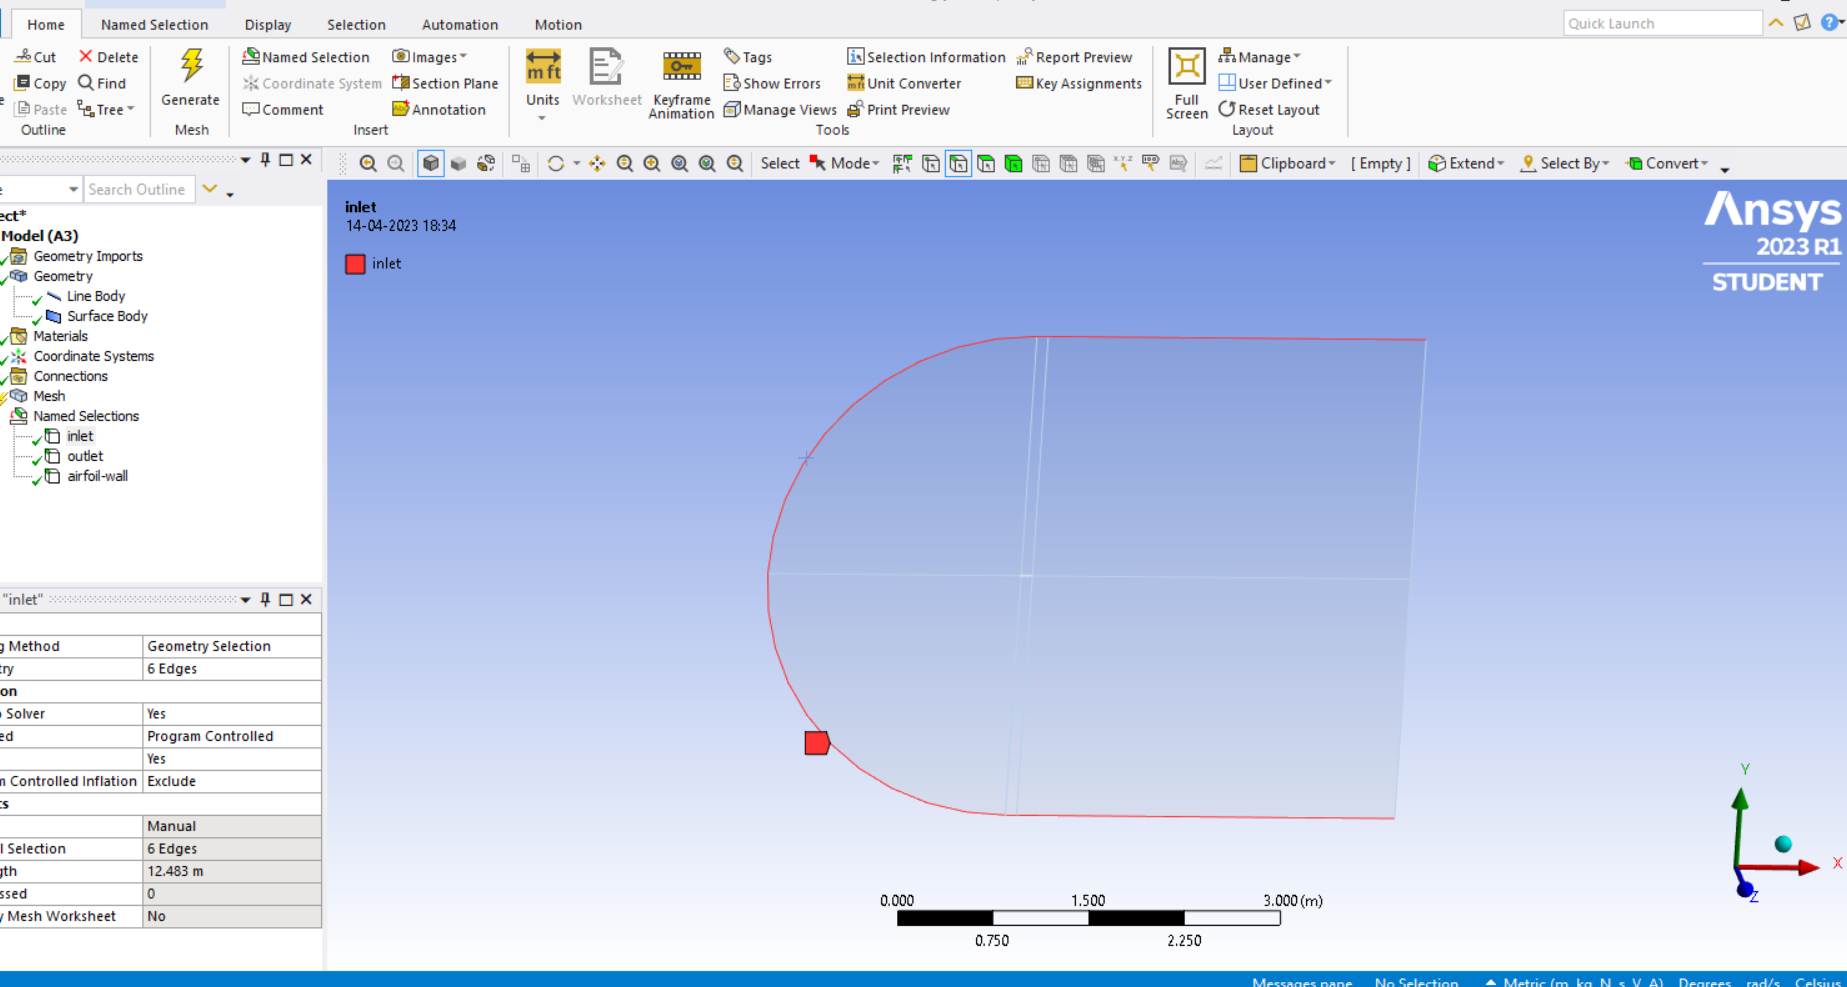 Home Named Selection Display Selection Automation Motion Quick Launch
Cut Delete Named Selection Images Tags Selection Information Report Preview Manage
Copy Find Coordinate System Section Plane Show Errors Unit Converter Key Assignments User Defined
Paste Tree Generate Comment Annotation Units Worksheet Keyframe Animation Manage Views Print Preview Full Screen Reset Layout
Outline Mesh Insert Tools Layout
Select Mode Clipboard [ Empty ] Extend Select By Convert
Search Outline
ect*
Model (A3)
Geometry Imports
Geometry
Line Body
Surface Body
Materials
Coordinate Systems
Connections
Mesh
Named Selections
inlet
outlet
airfoil-wall
"inlet"
g Method Geometry Selection
try 6 Edges
on
o Solver Yes
ed Program Controlled
Yes
m Controlled Inflation Exclude
cs
Manual
l Selection 6 Edges
gth 12.483 m
ssed 0
y Mesh Worksheet No
inlet
14-04-2023 18:34
inlet
Ansys
2023 R1
STUDENT
0.000 1.500 3.000 (m)
0.750 2.250
Y
X
Z
Messages pane No Selection Metric (m, kg, N, s, V, A) Degrees rad/s Celsius